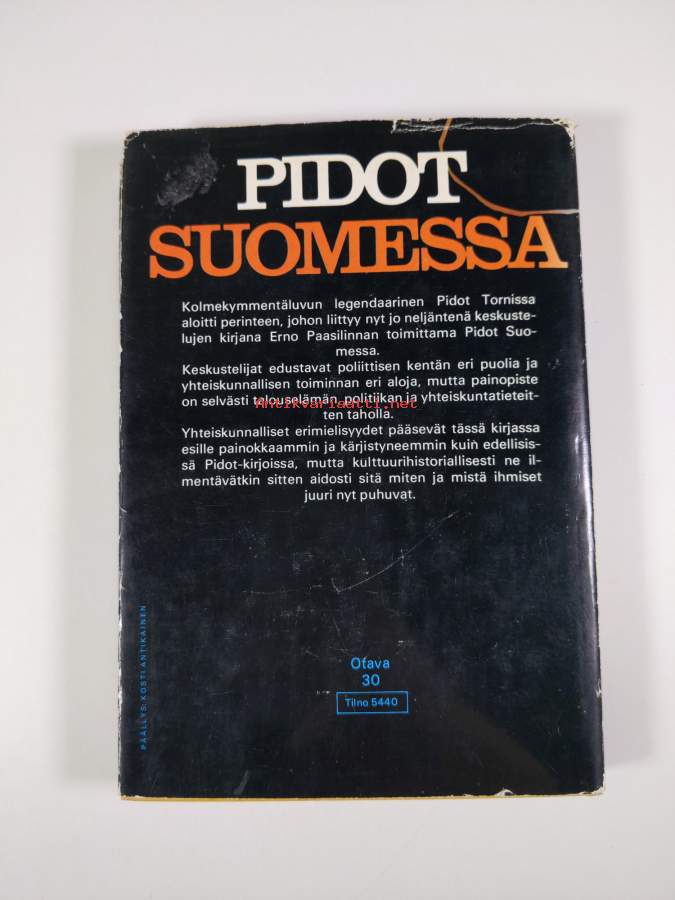 PIDOT
SUOMESSA
Kolmekymmentäluvun legendaarinen Pidot Tornissa
aloitti perinteen, johon liittyy nyt jo neljäntenä keskuste-
lujen kirjana Erno Paasilinnan toimittama Pidot Suo-
messa.
Keskustelijat edustavat poliittisen kentän eri puolia ja
yhteiskunnallisen toiminnan eri aloja, mutta painopiste
on selvästi talouselämän, politiikan ja yhteiskuntatieteit-
ten taholla.
Antikvariaatti.net
Yhteiskunnalliset erimielisyydet pääsevät tässä kirjassa
esille painokkaammin ja kärjistyneemmin kuin edellisis-
sä Pidot-kirjoissa, mutta kulttuurihistoriallisesti ne il-
mentävätkin sitten aidosti sitä miten ja mistä ihmiset
juuri nyt puhuvat.
PÄÄLLYS: KOSTI ANTIKAINEN
Otava
30
Tilno 5440